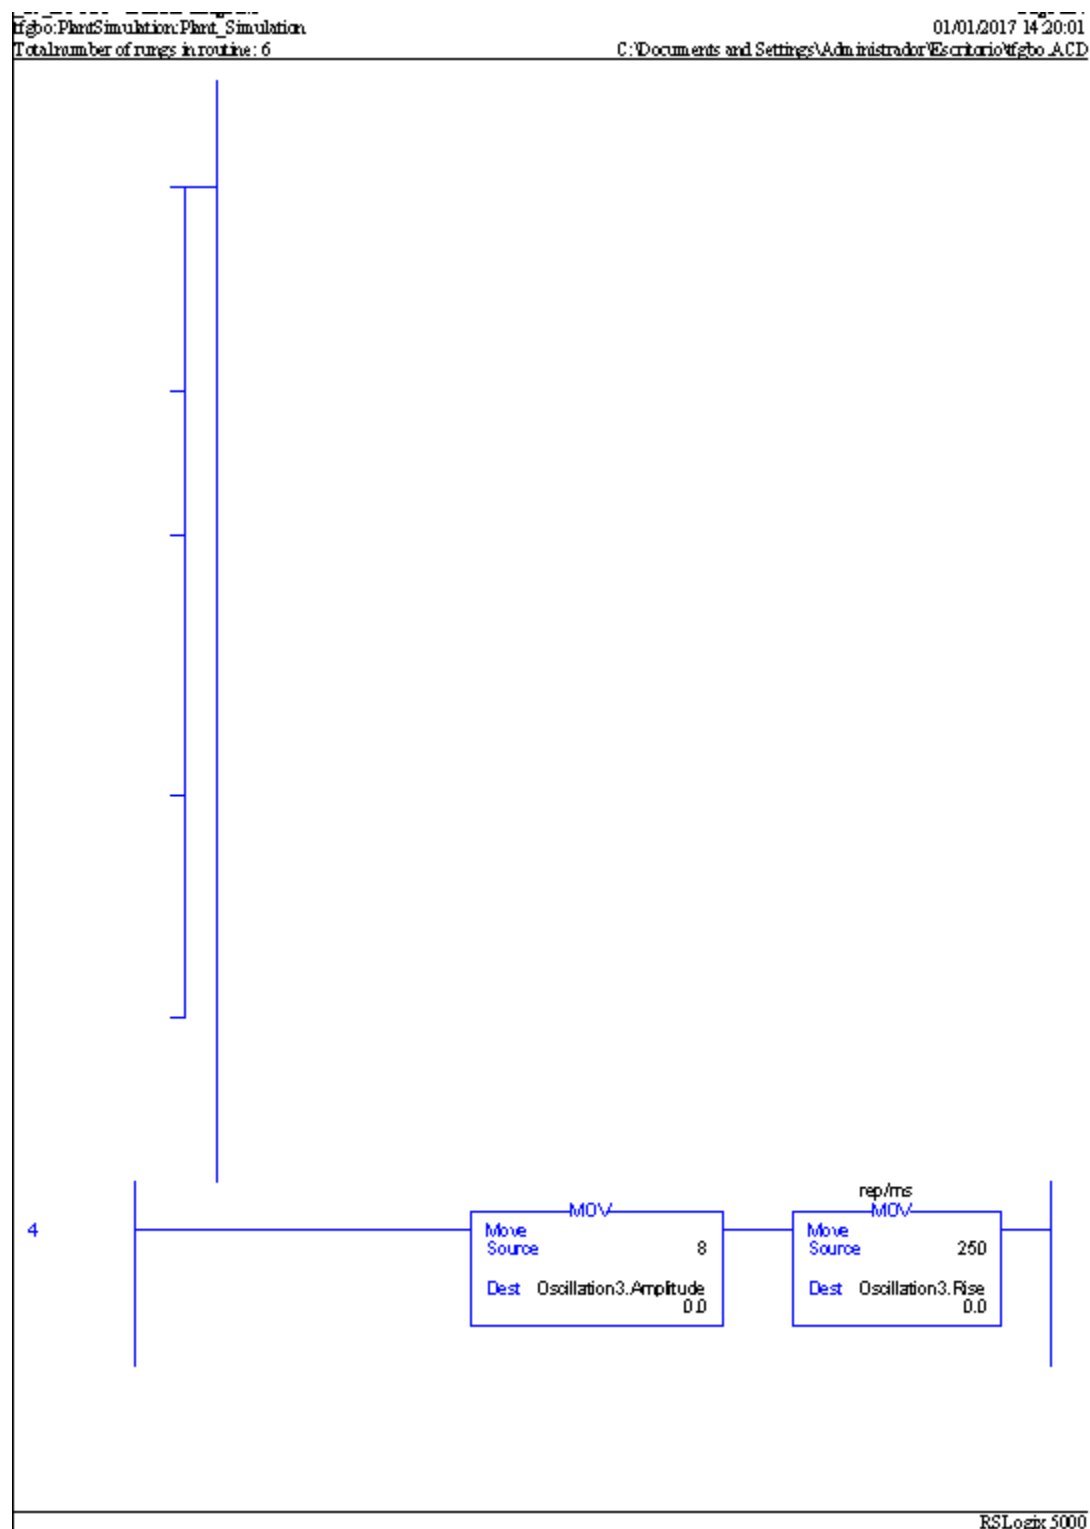 tfgbo:PlantSimulation:Plant_Simulation
01/01/2017 14:20:01
Total number of rungs in routine: 6
C:\Documents and Settings\Administrador\Escritorio\tfgbo.ACD
rep/ms
MOV
MOV
4
Move
Move
Source 8
Source 250
Dest Oscillation3.Amplitude
Dest Oscillation3.Rise
0.0
0.0
RSLogix 5000